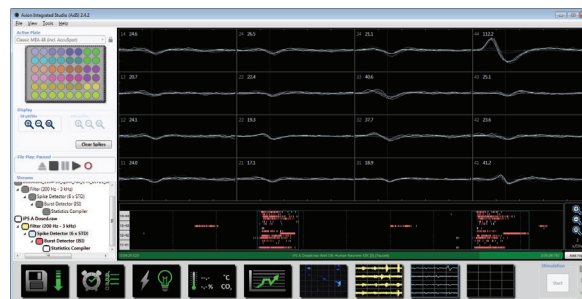 Axion Integrated Studio (AxIS) 2.4.2
File View Tools Help
Active Plate
Classic MEA 48 (incl. AccuSpot)
Display
Clear Spikes
File Play: Paused
Streams
Filter (200 Hz - 3 kHz)
Spike Detector (6 x STD)
Burst Detector (ISI)
Statistics Compiler
Filter (200 Hz - 3 kHz)
Spike Detector (6 x STD)
Burst Detector (ISI)
Statistics Compiler
14 24.6
24 26.5
34 21.1
44 112.2
13 20.7
23 22.4
33 40.6
43 25.1
12 24.1
22 19.3
32 37.7
42 23.6
11 24.0
21 17.1
31 18.9
41 41.2
°C
% CO2
Stimulation
Start